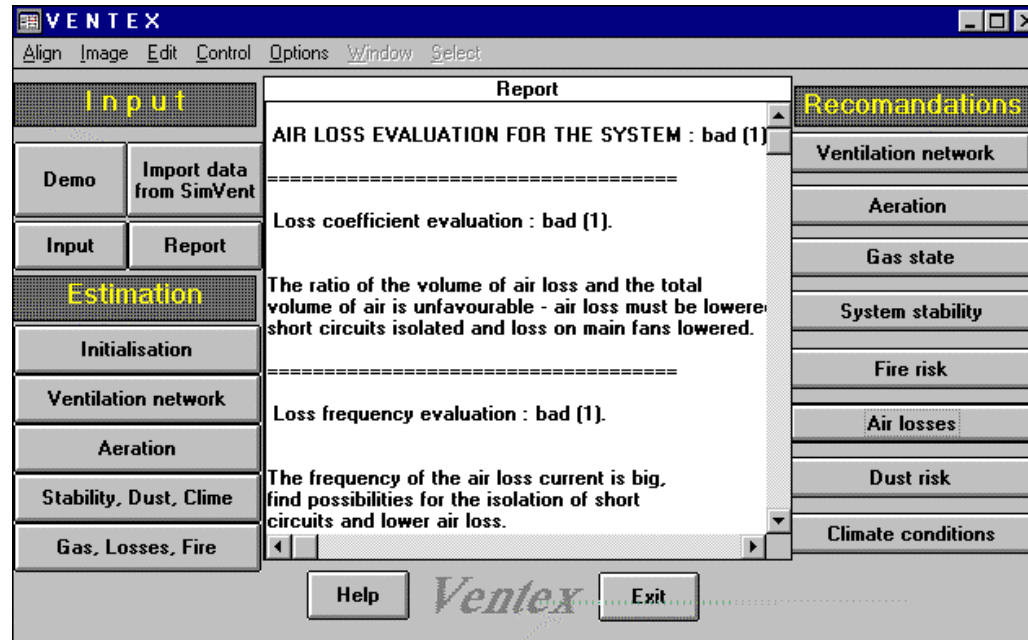 V E N T E X
Align Image Edit Control Options Window Select
Input
Demo
Import data
from SimVent
Input
Report
Estimation
Initialisation
Ventilation network
Aeration
Stability, Dust, Clime
Gas, Losses, Fire
Report
AIR LOSS EVALUATION FOR THE SYSTEM : bad (1)
====================================
Loss coefficient evaluation : bad (1).
The ratio of the volume of air loss and the total
volume of air is unfavourable - air loss must be lowere
short circuits isolated and loss on main fans lowered.
====================================
Loss frequency evaluation : bad (1).
The frequency of the air loss current is big,
find possibilities for the isolation of short
circuits and lower air loss.
Recomandations
Ventilation network
Aeration
Gas state
System stability
Fire risk
Air losses
Dust risk
Climate conditions
Help
Ventex
Exit